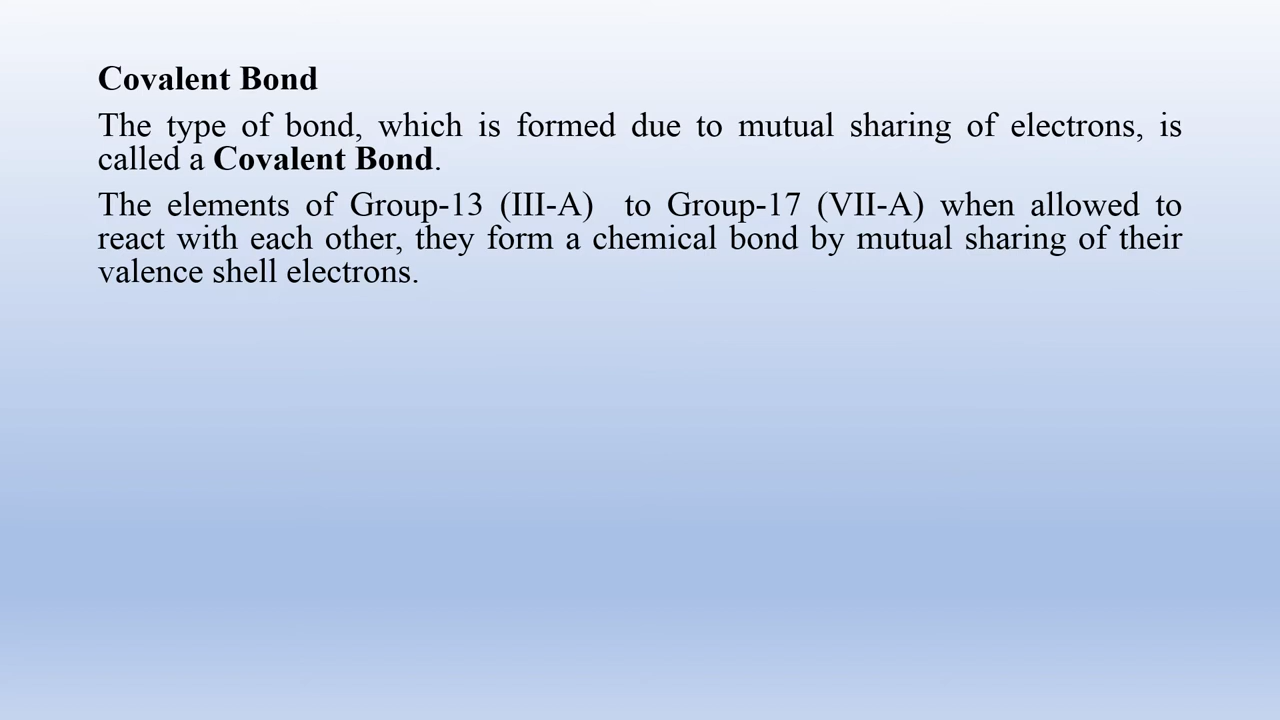 Covalent Bond
The type of bond, which is formed due to mutual sharing of electrons, is
called a Covalent Bond.
The elements of Group-13 (III-A)  to Group-17 (VII-A) when allowed to
react with each other, they form a chemical bond by mutual sharing of their
valence shell electrons.